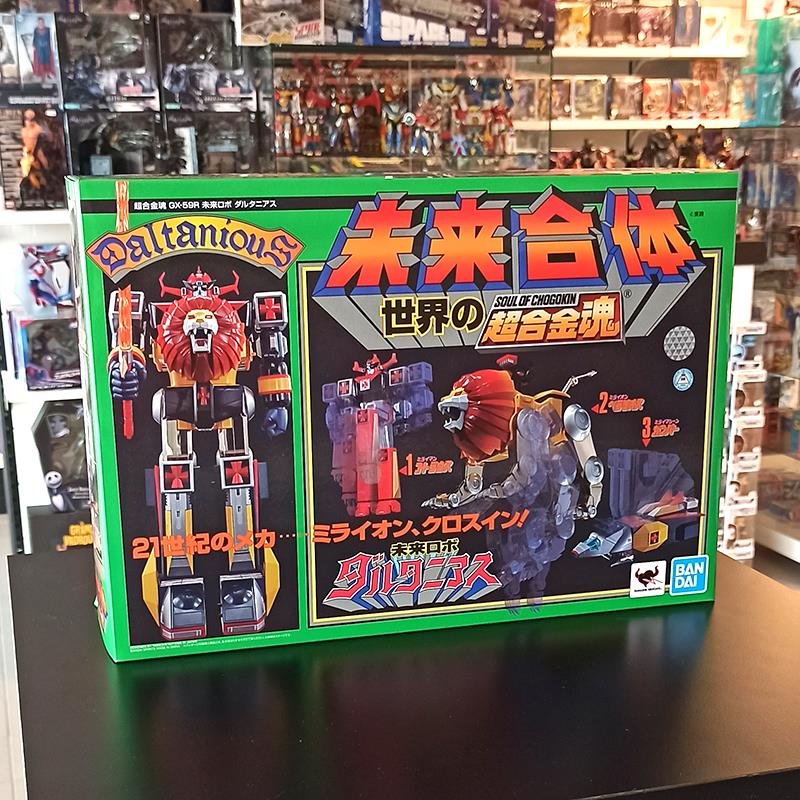 超合金魂 GX-59R 未来ロボ ダルタニアス
Daltanious
未来合体
世界の
SOUL OF CHOGOKIN
超合金魂
®
1
2
3
21世紀のメカ……ミライオン、クロスイン!
未来ロボ
ダルタニアス
BAN
DAI
SPACE